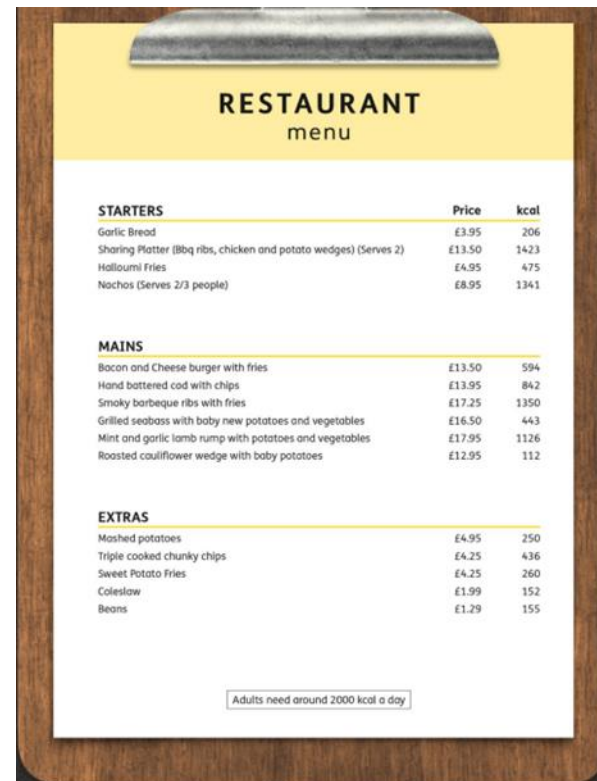 RESTAURANT
menu
STARTERS Price kcal
Garlic Bread £3.95 206
Sharing Platter (Bbq ribs, chicken and potato wedges) (Serves 2) £13.50 1423
Halloumi Fries £4.95 475
Nachos (Serves 2/3 people) £8.95 1341
MAINS
Bacon and Cheese burger with fries £13.50 594
Hand battered cod with chips £13.95 842
Smoky barbeque ribs with fries £17.25 1350
Grilled seabass with baby new potatoes and vegetables £16.50 443
Mint and garlic lamb rump with potatoes and vegetables £17.95 1126
Roasted cauliflower wedge with baby potatoes £12.95 112
EXTRAS
Mashed potatoes £4.95 250
Triple cooked chunky chips £4.25 436
Sweet Potato Fries £4.25 260
Coleslaw £1.99 152
Beans £1.29 155
Adults need around 2000 kcal a day